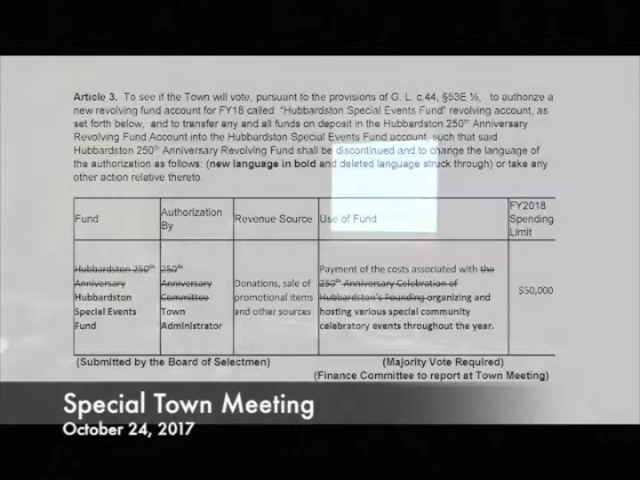 Article 3. To see if the Town will vote, pursuant to the provisions of G. L. c.44, §53E ½, to authorize a
new revolving fund account for FY18 called "Hubbardston Special Events Fund" revolving account, as
set forth below, and to transfer any and all funds on deposit in the Hubbardston 250th Anniversary
Revolving Fund Account into the Hubbardston Special Events Fund account, such that said
Hubbardston 250th Anniversary Revolving Fund shall be discontinued and to change the language of
the authorization as follows: (new language in bold and deleted language struck through) or take any
other action relative thereto.
Fund
Authorization
By
Revenue Source
Use of Fund
FY2018
Spending
Limit
Hubbardston 250th
Anniversary
Hubbardston
Special Events
Fund
250th
Anniversary
Committee
Town
Administrator
Donations, sale of
promotional items
and other sources
Payment of the costs associated with the
250th Anniversary Celebration of
Hubbardston's Founding organizing and
hosting various special community
celebratory events throughout the year.
$50,000
(Submitted by the Board of Selectmen)
(Majority Vote Required)
(Finance Committee to report at Town Meeting)
Special Town Meeting
October 24, 2017